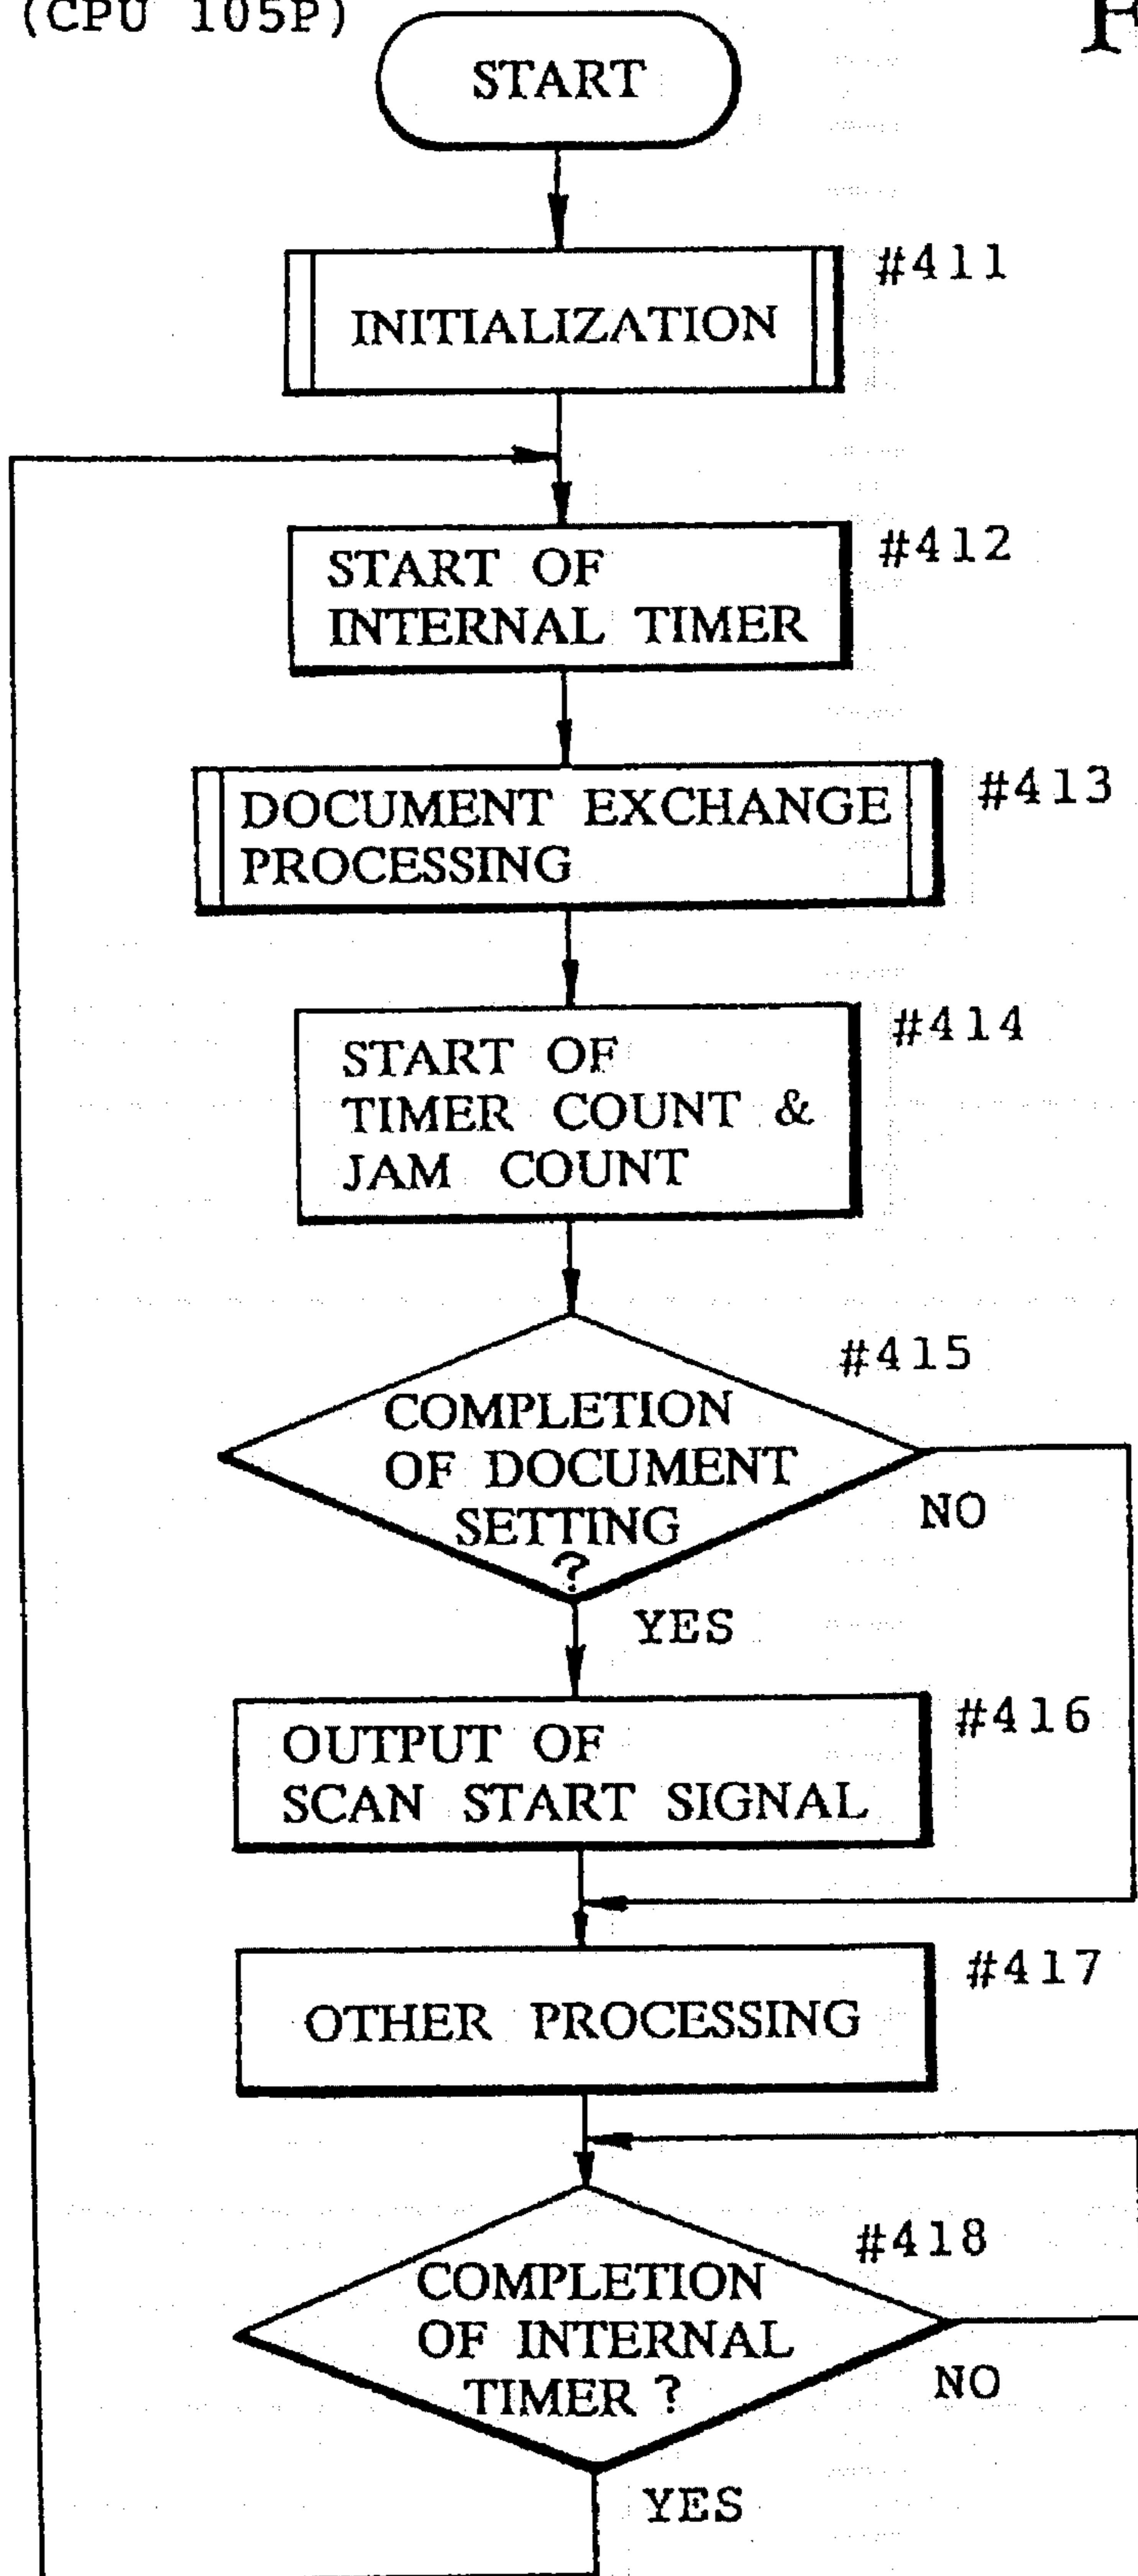 (CPU 105P)
F
START
#411
INITIALIZATION
#412
START OF
INTERNAL TIMER
#413
DOCUMENT EXCHANGE
PROCESSING
#414
START OF
TIMER COUNT &
JAM COUNT
#415
COMPLETION
OF DOCUMENT
SETTING
?
NO
YES
#416
OUTPUT OF
SCAN START SIGNAL
#417
OTHER PROCESSING
#418
COMPLETION
OF INTERNAL
TIMER ?
NO
YES